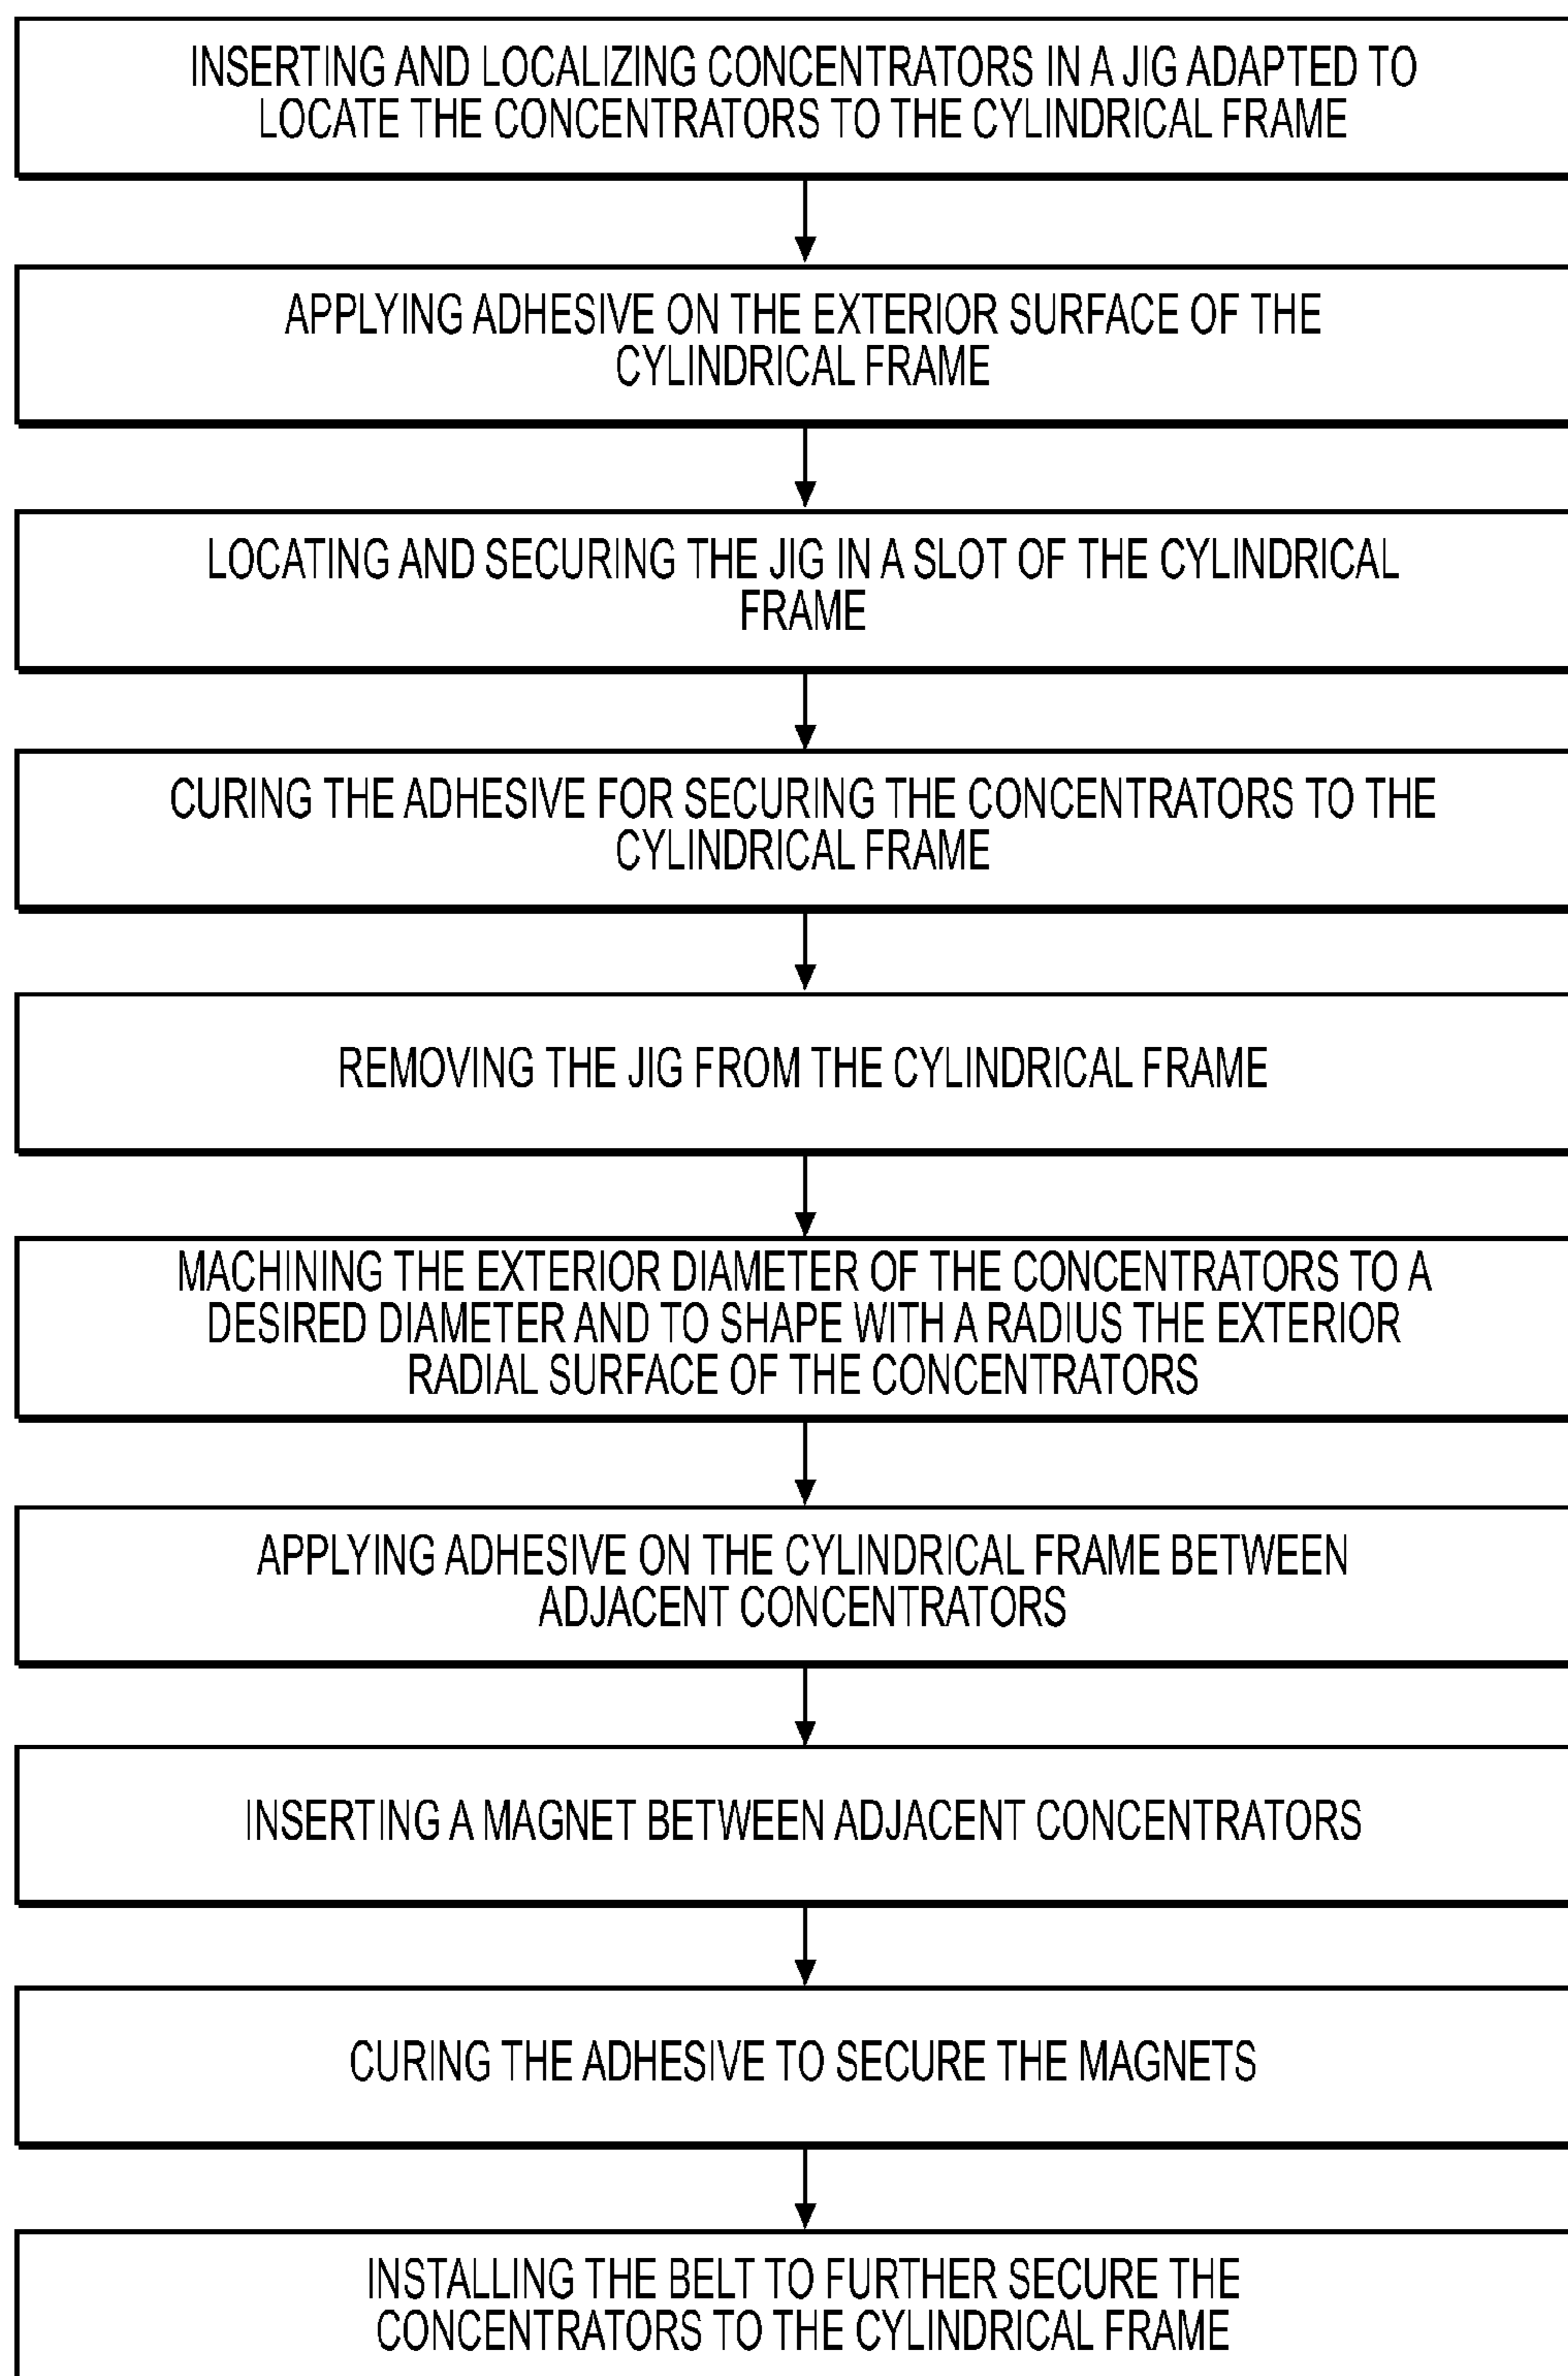 INSERTING AND LOCALIZING CONCENTRATORS IN A JIG ADAPTED TO
LOCATE THE CONCENTRATORS TO THE CYLINDRICAL FRAME
APPLYING ADHESIVE ON THE EXTERIOR SURFACE OF THE
CYLINDRICAL FRAME
LOCATING AND SECURING THE JIG IN A SLOT OF THE CYLINDRICAL
FRAME
CURING THE ADHESIVE FOR SECURING THE CONCENTRATORS TO THE
CYLINDRICAL FRAME
REMOVING THE JIG FROM THE CYLINDRICAL FRAME
MACHINING THE EXTERIOR DIAMETER OF THE CONCENTRATORS TO A
DESIRED DIAMETER AND TO SHAPE WITH A RADIUS THE EXTERIOR
RADIAL SURFACE OF THE CONCENTRATORS
APPLYING ADHESIVE ON THE CYLINDRICAL FRAME BETWEEN
ADJACENT CONCENTRATORS
INSERTING A MAGNET BETWEEN ADJACENT CONCENTRATORS
CURING THE ADHESIVE TO SECURE THE MAGNETS
INSTALLING THE BELT TO FURTHER SECURE THE
CONCENTRATORS TO THE CYLINDRICAL FRAME